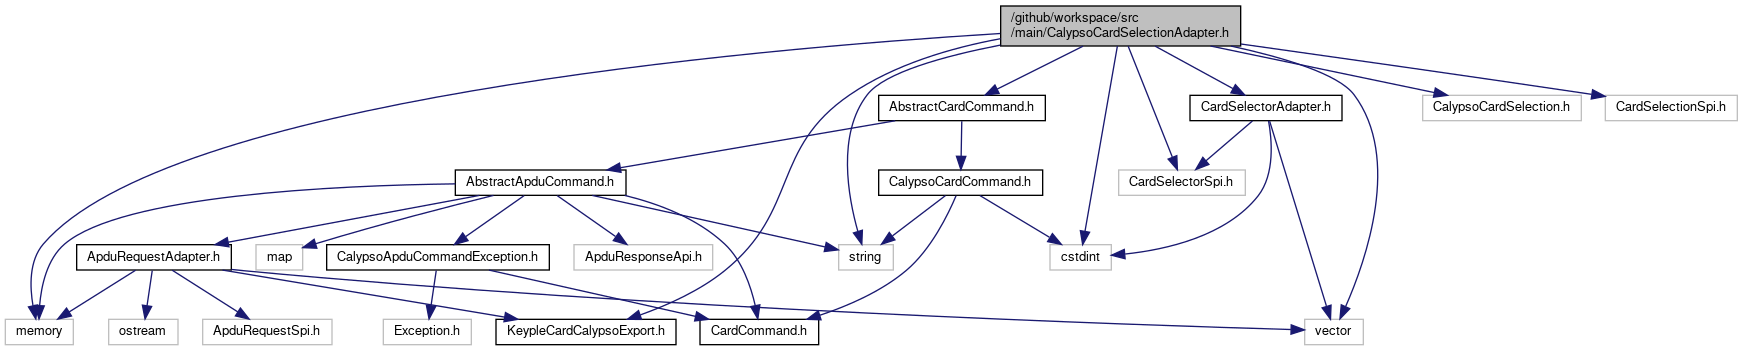 /github/workspace/src
/main/CalypsoCardSelectionAdapter.h
AbstractCardCommand.h
CardSelectorAdapter.h
CalypsoCardSelection.h
CardSelectionSpi.h
AbstractApduCommand.h
CalypsoCardCommand.h
CardSelectorSpi.h
ApduRequestAdapter.h
map
CalypsoApduCommandException.h
ApduResponseApi.h
string
cstdint
memory
ostream
ApduRequestSpi.h
Exception.h
KeypleCardCalypsoExport.h
CardCommand.h
vector